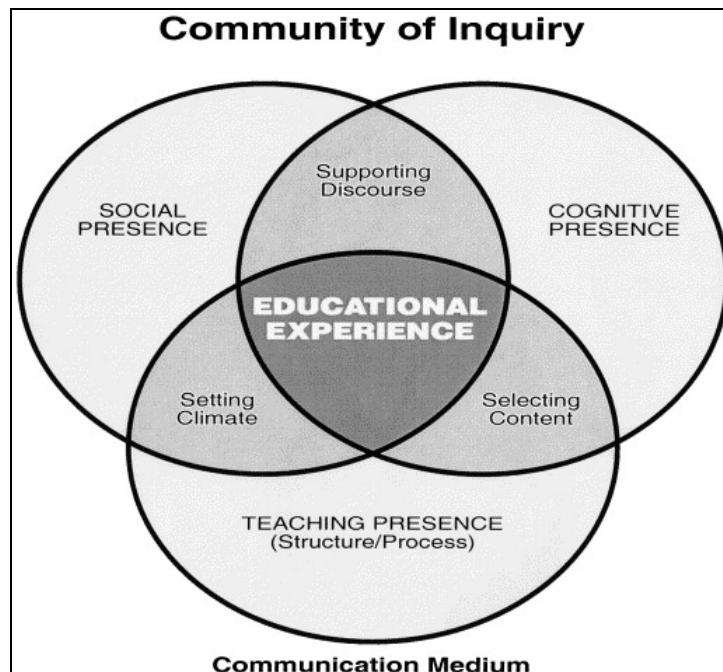 Community of Inquiry
Supporting
Discourse
SOCIAL
PRESENCE
COGNITIVE
PRESENCE
EDUCATIONAL
EXPERIENCE
Setting
Climate
Selecting
Content
TEACHING PRESENCE
(Structure/Process)
Communication Medium